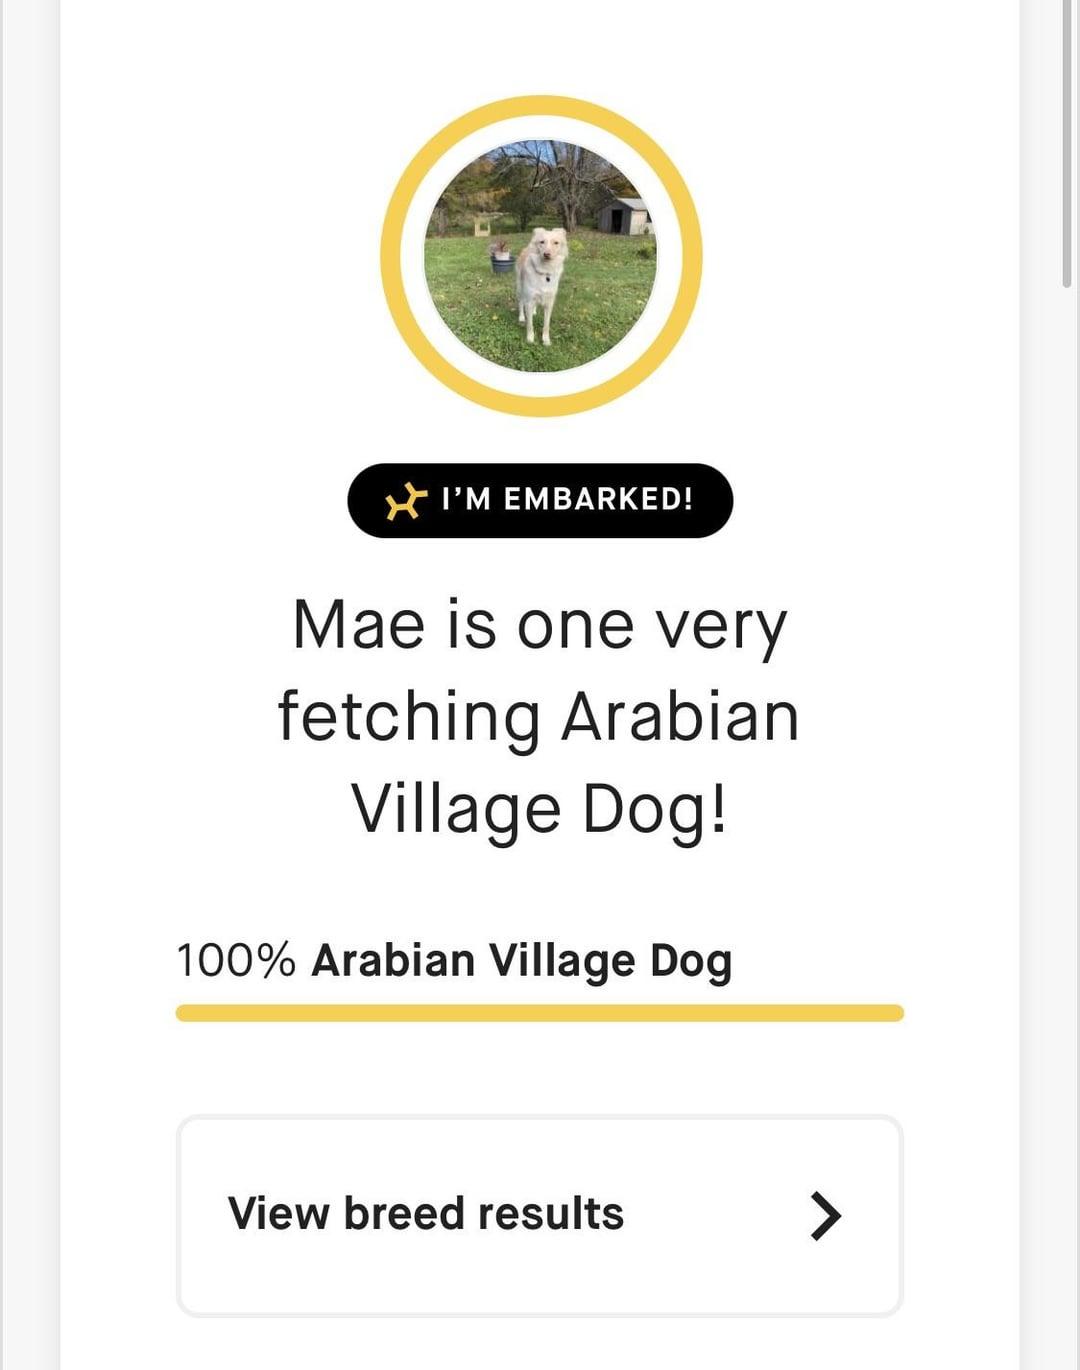 I’M EMBARKED!
Mae is one very
fetching Arabian
Village Dog!
100% Arabian Village Dog
View breed results